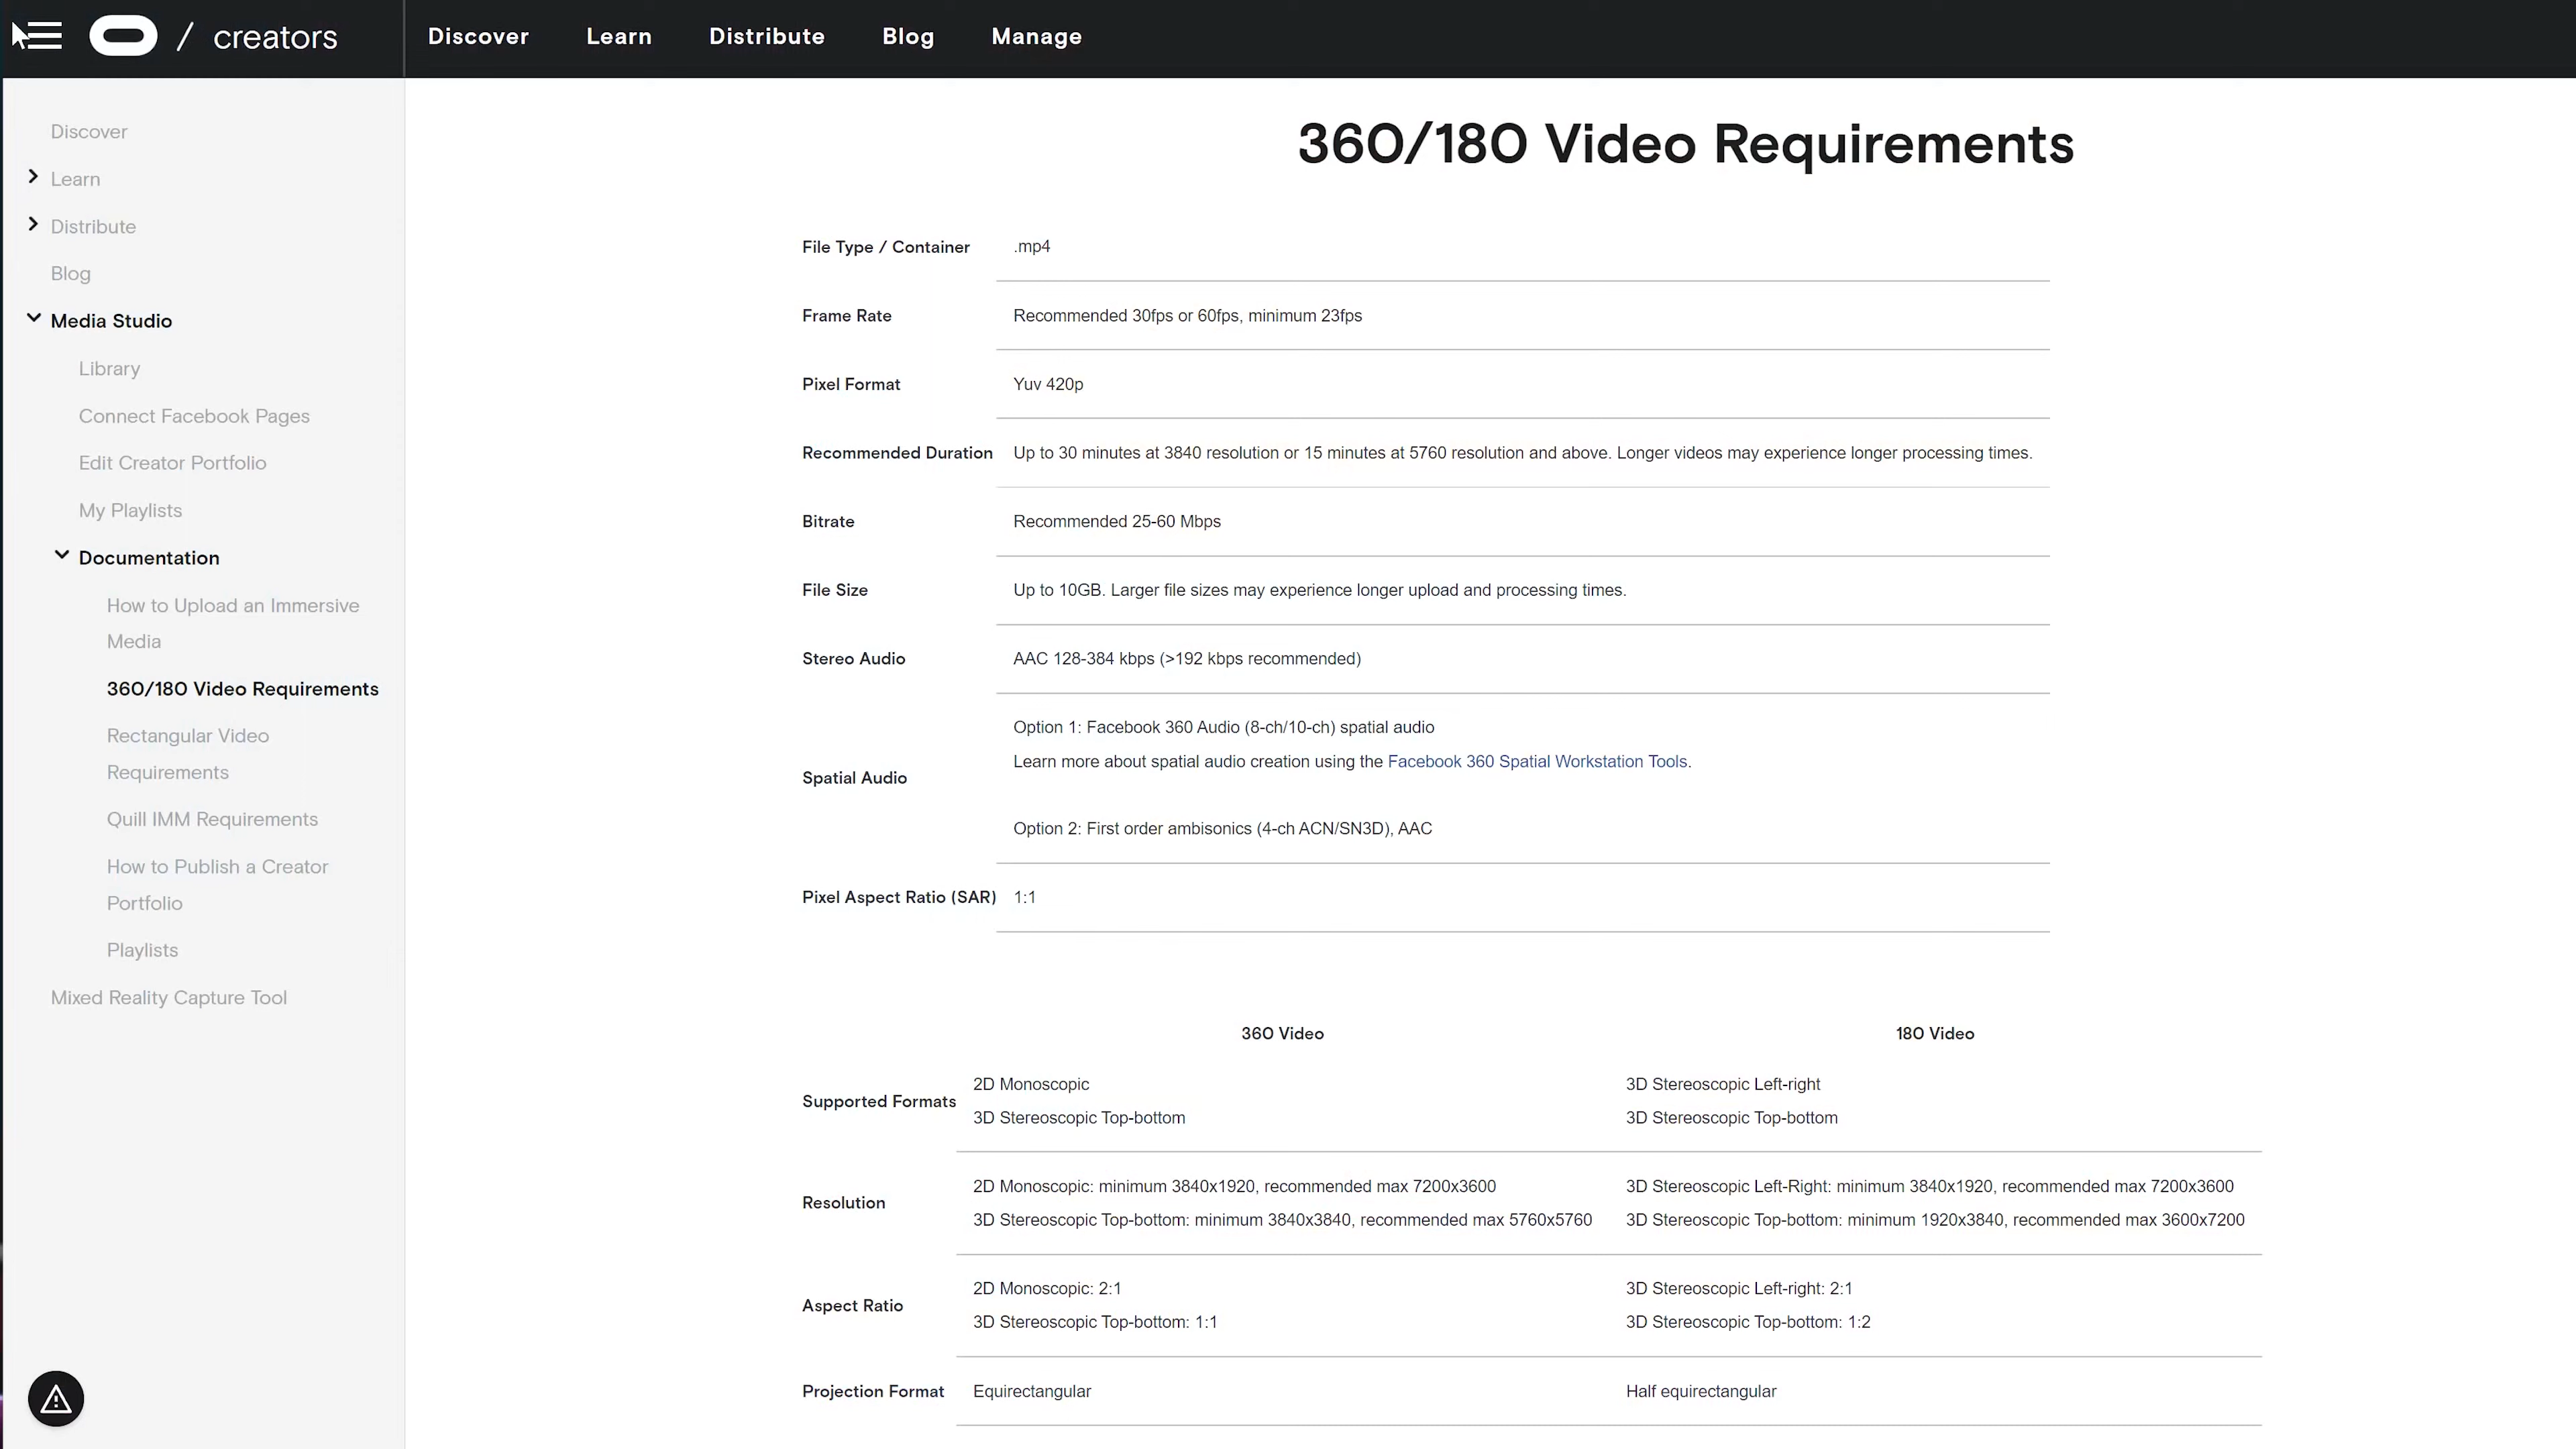 / creators
Discover
Learn
Distribute
Blog
Manage
Discover
Learn
Distribute
Blog
Media Studio
Library
Connect Facebook Pages
Edit Creator Portfolio
My Playlists
Documentation
How to Upload an Immersive
Media
360/180 Video Requirements
Rectangular Video
Requirements
Quill IMM Requirements
How to Publish a Creator
Portfolio
Playlists
Mixed Reality Capture Tool
360/180 Video Requirements
File Type / Container .mp4
Frame Rate Recommended 30fps or 60fps, minimum 23fps
Pixel Format Yuv 420p
Recommended Duration Up to 30 minutes at 3840 resolution or 15 minutes at 5760 resolution and above. Longer videos may experience longer processing times.
Bitrate Recommended 25-60 Mbps
File Size Up to 10GB. Larger file sizes may experience longer upload and processing times.
Stereo Audio AAC 128-384 kbps (>192 kbps recommended)
Option 1: Facebook 360 Audio (8-ch/10-ch) spatial audio
Learn more about spatial audio creation using the Facebook 360 Spatial Workstation Tools.
Spatial Audio
Option 2: First order ambisonics (4-ch ACN/SN3D), AAC
Pixel Aspect Ratio (SAR) 1:1
360 Video 180 Video
2D Monoscopic 3D Stereoscopic Left-right
Supported Formats
3D Stereoscopic Top-bottom 3D Stereoscopic Top-bottom
2D Monoscopic: minimum 3840x1920, recommended max 7200x3600 3D Stereoscopic Left-Right: minimum 3840x1920, recommended max 7200x3600
Resolution
3D Stereoscopic Top-bottom: minimum 3840x3840, recommended max 5760x5760 3D Stereoscopic Top-bottom: minimum 1920x3840, recommended max 3600x7200
2D Monoscopic: 2:1 3D Stereoscopic Left-right: 2:1
Aspect Ratio
3D Stereoscopic Top-bottom: 1:1 3D Stereoscopic Top-bottom: 1:2
Projection Format Equirectangular Half equirectangular